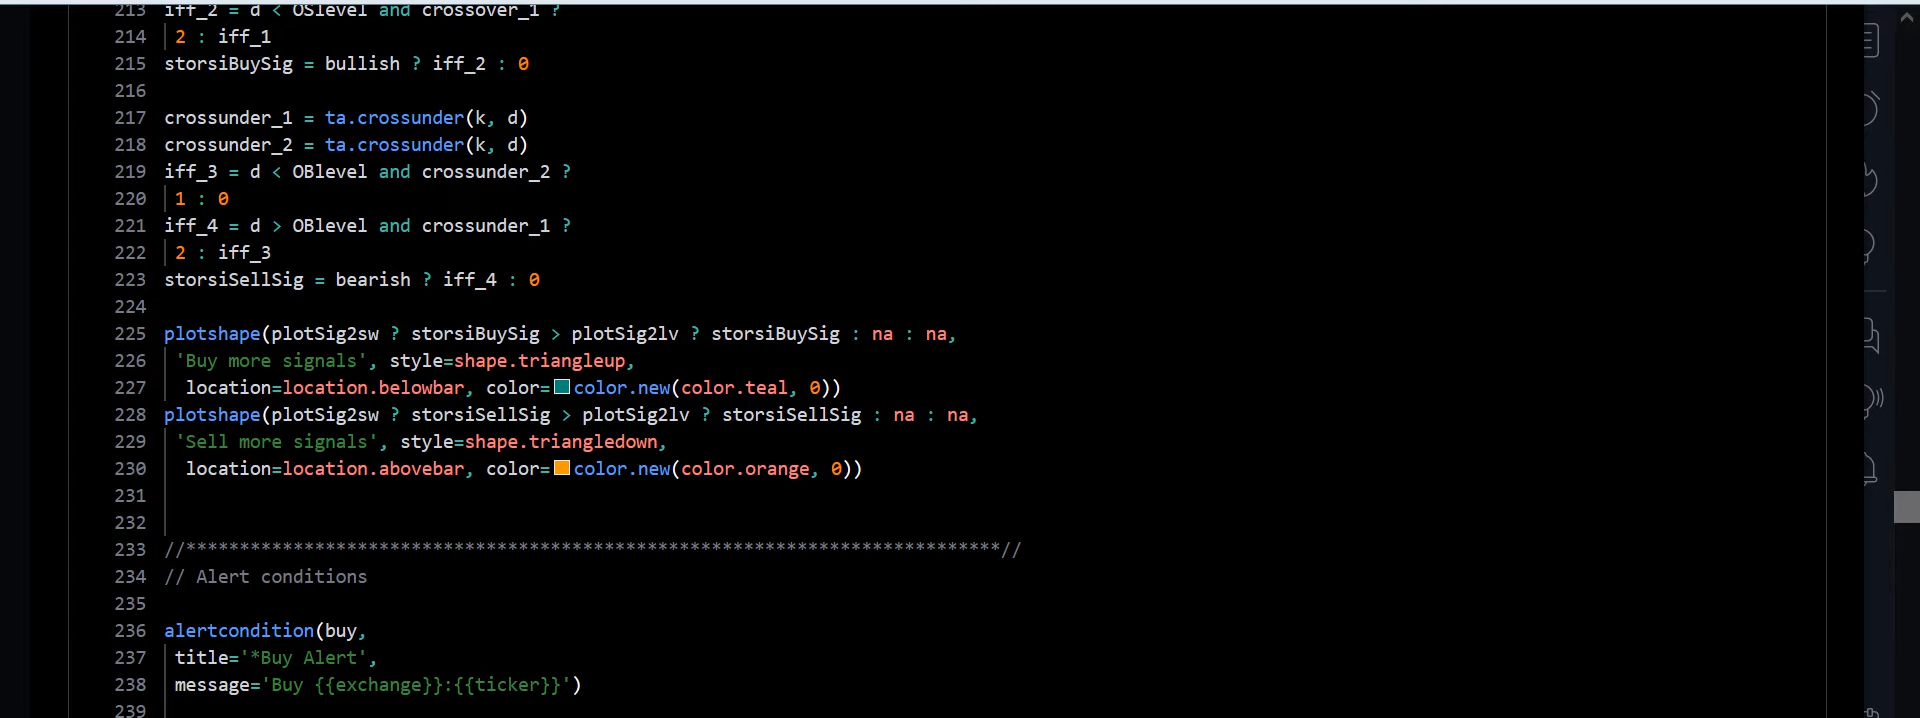 213 iff_2 = d < OSlevel and crossover_1 ?
214 2 : iff_1
215 storsiBuySig = bullish ? iff_2 : 0
216
217 crossunder_1 = ta.crossunder(k, d)
218 crossunder_2 = ta.crossunder(k, d)
219 iff_3 = d < OBlevel and crossunder_2 ?
220 1 : 0
221 iff_4 = d > OBlevel and crossunder_1 ?
222 2 : iff_3
223 storsiSellSig = bearish ? iff_4 : 0
224
225 plotshape(plotSig2sw ? storsiBuySig > plotSig2lv ? storsiBuySig : na : na,
226 'Buy more signals', style=shape.triangleup,
227 location=location.belowbar, color=color.new(color.teal, 0))
228 plotshape(plotSig2sw ? storsiSellSig > plotSig2lv ? storsiSellSig : na : na,
229 'Sell more signals', style=shape.triangledown,
230 location=location.abovebar, color=color.new(color.orange, 0))
231
232
233 //****************************************************************************//
234 // Alert conditions
235
236 alertcondition(buy,
237 title='*Buy Alert',
238 message='Buy {{exchange}}:{{ticker}}')
239